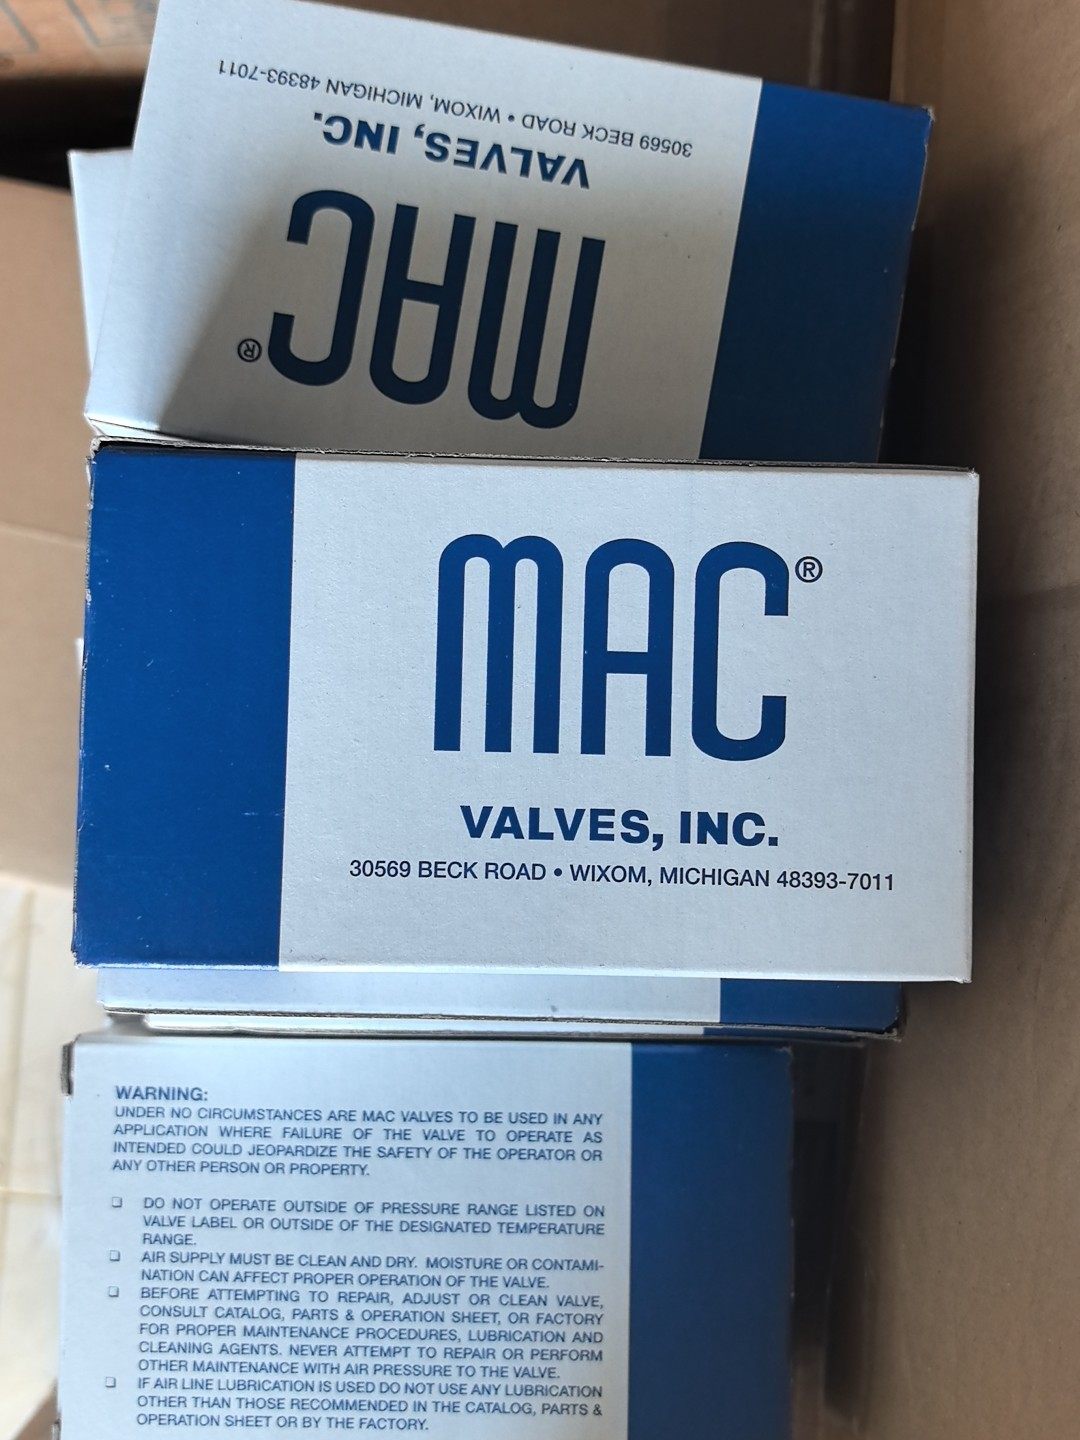 30569 BECK ROAD • WIXOM, MICHIGAN 48393-7011
VALVES, INC.
MAC®
MAC®
VALVES, INC.
30569 BECK ROAD • WIXOM, MICHIGAN 48393-7011
WARNING:
UNDER NO CIRCUMSTANCES ARE MAC VALVES TO BE USED IN ANY
APPLICATION WHERE FAILURE OF THE VALVE TO OPERATE AS
INTENDED COULD JEOPARDIZE THE SAFETY OF THE OPERATOR OR
ANY OTHER PERSON OR PROPERTY.
❑ DO NOT OPERATE OUTSIDE OF PRESSURE RANGE LISTED ON
VALVE LABEL OR OUTSIDE OF THE DESIGNATED TEMPERATURE
RANGE.
❑ AIR SUPPLY MUST BE CLEAN AND DRY. MOISTURE OR CONTAMI-
NATION CAN AFFECT PROPER OPERATION OF THE VALVE.
❑ BEFORE ATTEMPTING TO REPAIR, ADJUST OR CLEAN VALVE,
CONSULT CATALOG, PARTS & OPERATION SHEET, OR FACTORY
FOR PROPER MAINTENANCE PROCEDURES, LUBRICATION AND
CLEANING AGENTS. NEVER ATTEMPT TO REPAIR OR PERFORM
OTHER MAINTENANCE WITH AIR PRESSURE TO THE VALVE.
❑ IF AIR LINE LUBRICATION IS USED DO NOT USE ANY LUBRICATION
OTHER THAN THOSE RECOMMENDED IN THE CATALOG, PARTS &
OPERATION SHEET OR BY THE FACTORY.